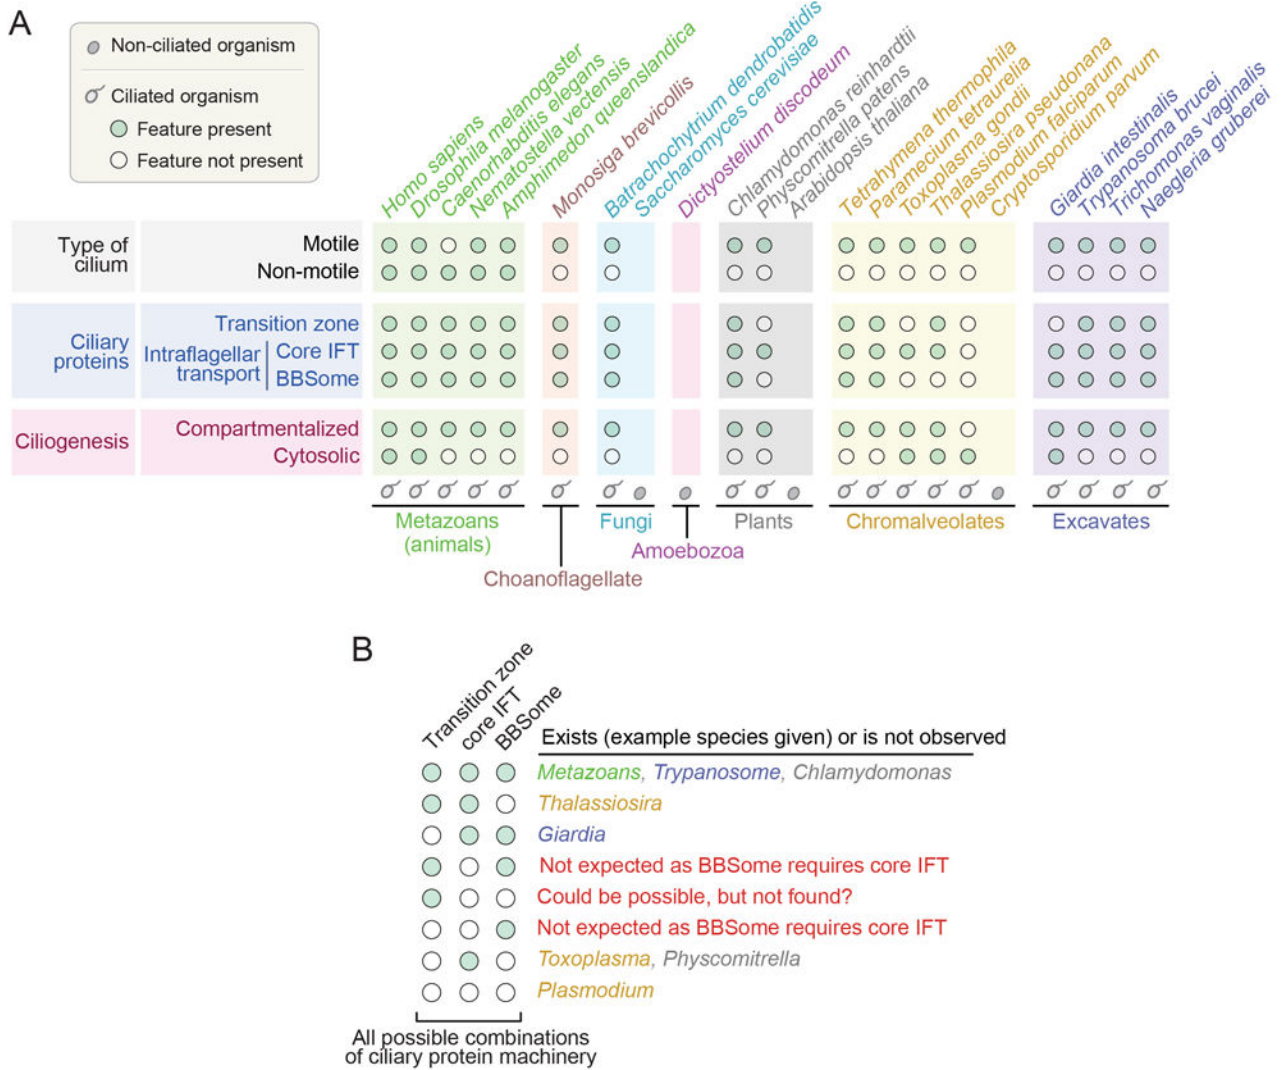 A
Non-ciliated organism
Ciliated organism
Feature present
Feature not present
Homo sapiens
Drosophila melanogaster
Caenorhabditis elegans
Nematostella vectensis
Amphimedon queenslandica
Monosiga brevicollis
Batrachochytrium dendrobatidis
Saccharomyces cerevisiae
Dictyostelium discodeum
Chlamydomonas reinhardtii
Physcomitrella patens
Arabidopsis thaliana
Tetrahymena thermophila
Paramecium tetraurelia
Toxoplasma gondii
Thalassiosira pseudonana
Plasmodium falciparum
Cryptosporidium parvum
Giardia intestinalis
Trypanosoma brucei
Trichomonas vaginalis
Naegleria gruberei
Type of
cilium
Motile
Non-motile
Ciliary
proteins
Transition zone
Intraflagellar
transport
Core IFT
BBSome
Ciliogenesis
Compartmentalized
Cytosolic
Metazoans
(animals)
Choanoflagellate
Fungi
Amoebozoa
Plants
Chromalveolates
Excavates
B
Transition zone
core IFT
BBSome
Exists (example species given) or is not observed
Metazoans, Trypanosome, Chlamydomonas
Thalassiosira
Giardia
Not expected as BBSome requires core IFT
Could be possible, but not found?
Not expected as BBSome requires core IFT
Toxoplasma, Physcomitrella
Plasmodium
All possible combinations
of ciliary protein machinery